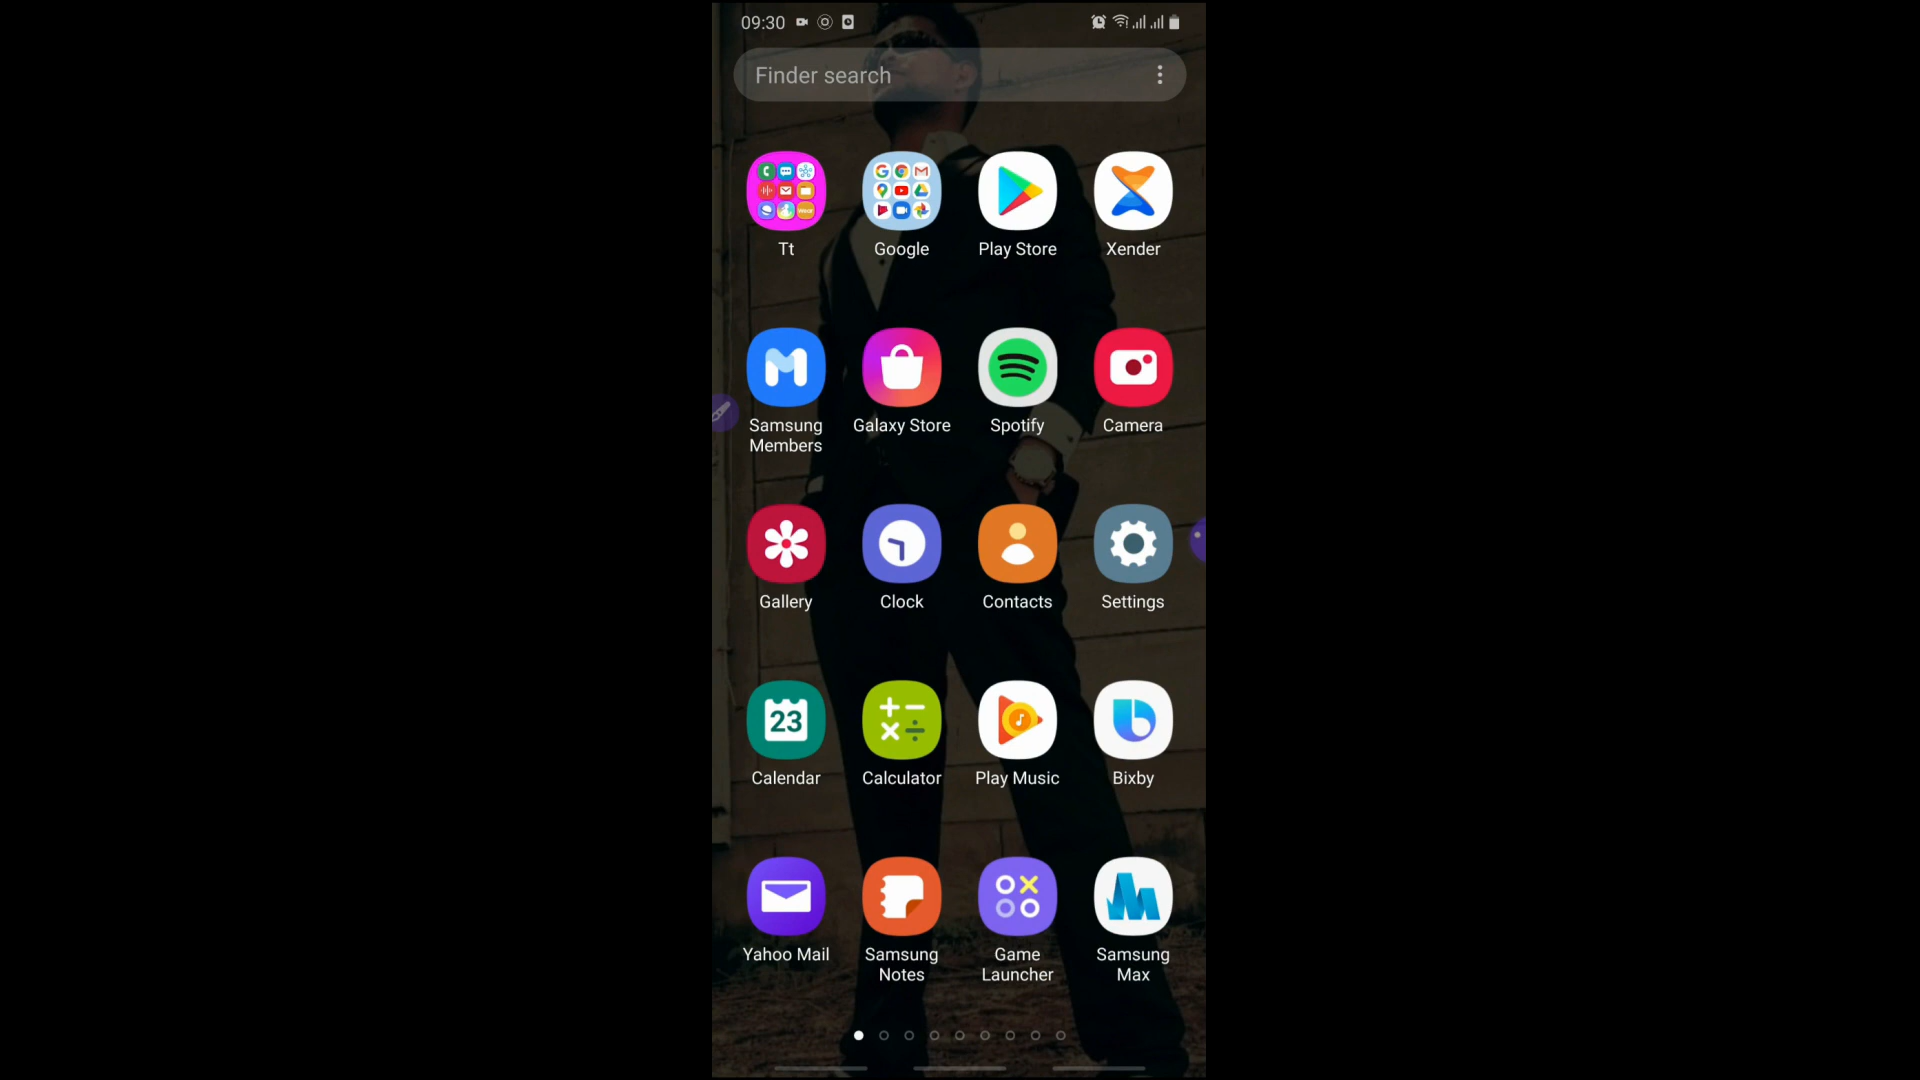 09:30
Finder search
Tt
Google
Play Store
Xender
Samsung
Members
Galaxy Store
Spotify
Camera
Gallery
Clock
Contacts
Settings
23
Calendar
Calculator
Play Music
Bixby
Yahoo Mail
Samsung
Notes
Game
Launcher
Samsung
Max